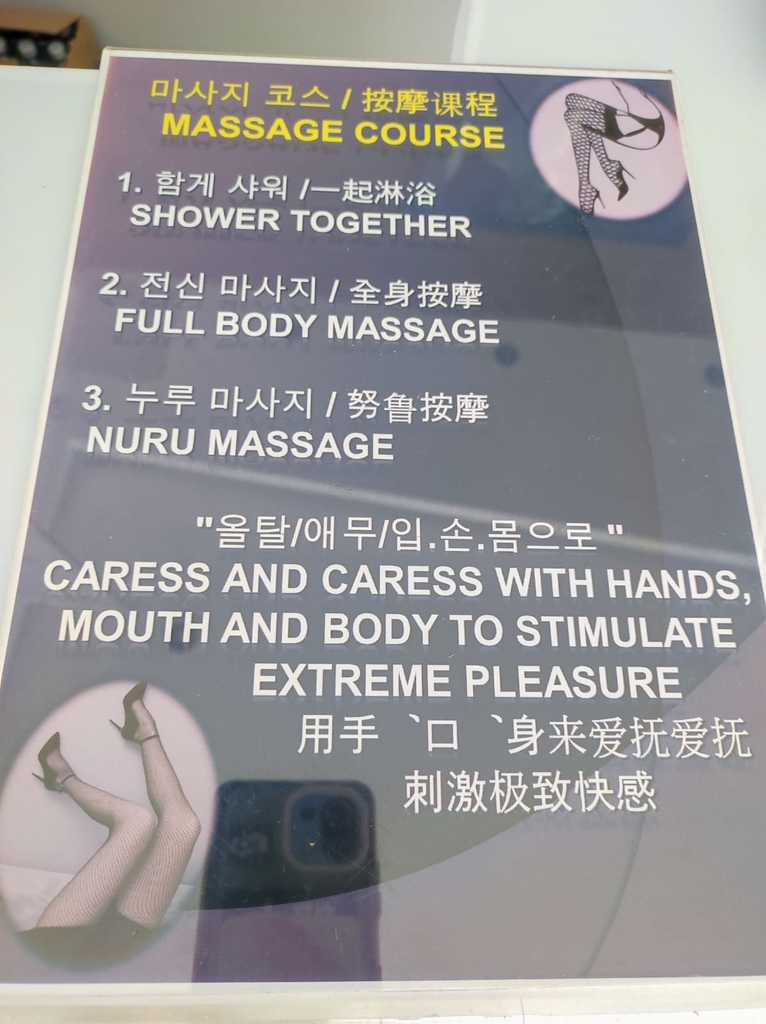 마사지 코스 / 按摩课程
MASSAGE COURSE
1. 함게 샤워 /一起淋浴
SHOWER TOGETHER
2. 전신 마사지 / 全身按摩
FULL BODY MASSAGE
3. 누루 마사지 / 努鲁按摩
NURU MASSAGE
"올탈/애무/입.손.몸으로 "
CARESS AND CARESS WITH HANDS,
MOUTH AND BODY TO STIMULATE
EXTREME PLEASURE
用手 `口 `身来爱抚爱抚
刺激极致快感